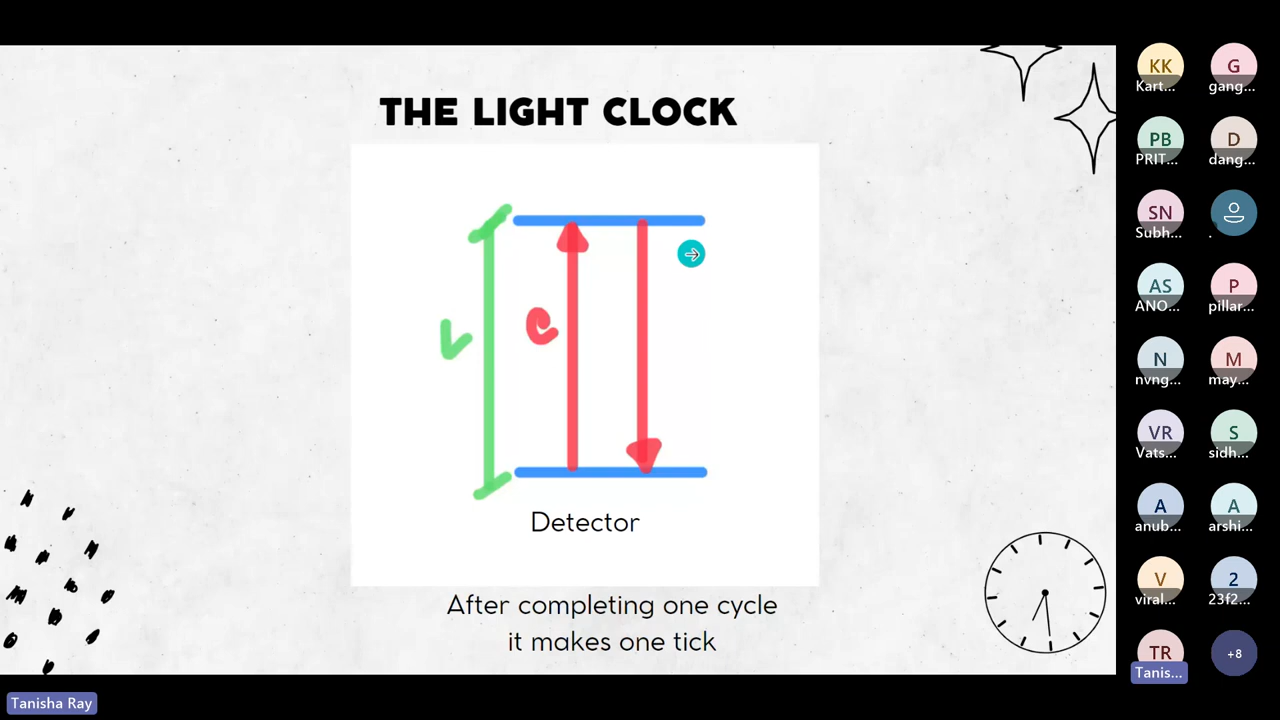 THE LIGHT CLOCK
L
c
Detector
After completing one cycle
it makes one tick
KK
Kart...
G
gang...
PB
PRIT...
D
dang...
SN
Subh...
.
AS
ANO...
P
pillar...
N
nvng...
M
may...
VR
Vats...
S
sidh...
A
anub...
A
arshi...
V
viral...
2
23f2...
TR
Tanis...
+8
Tanisha Ray